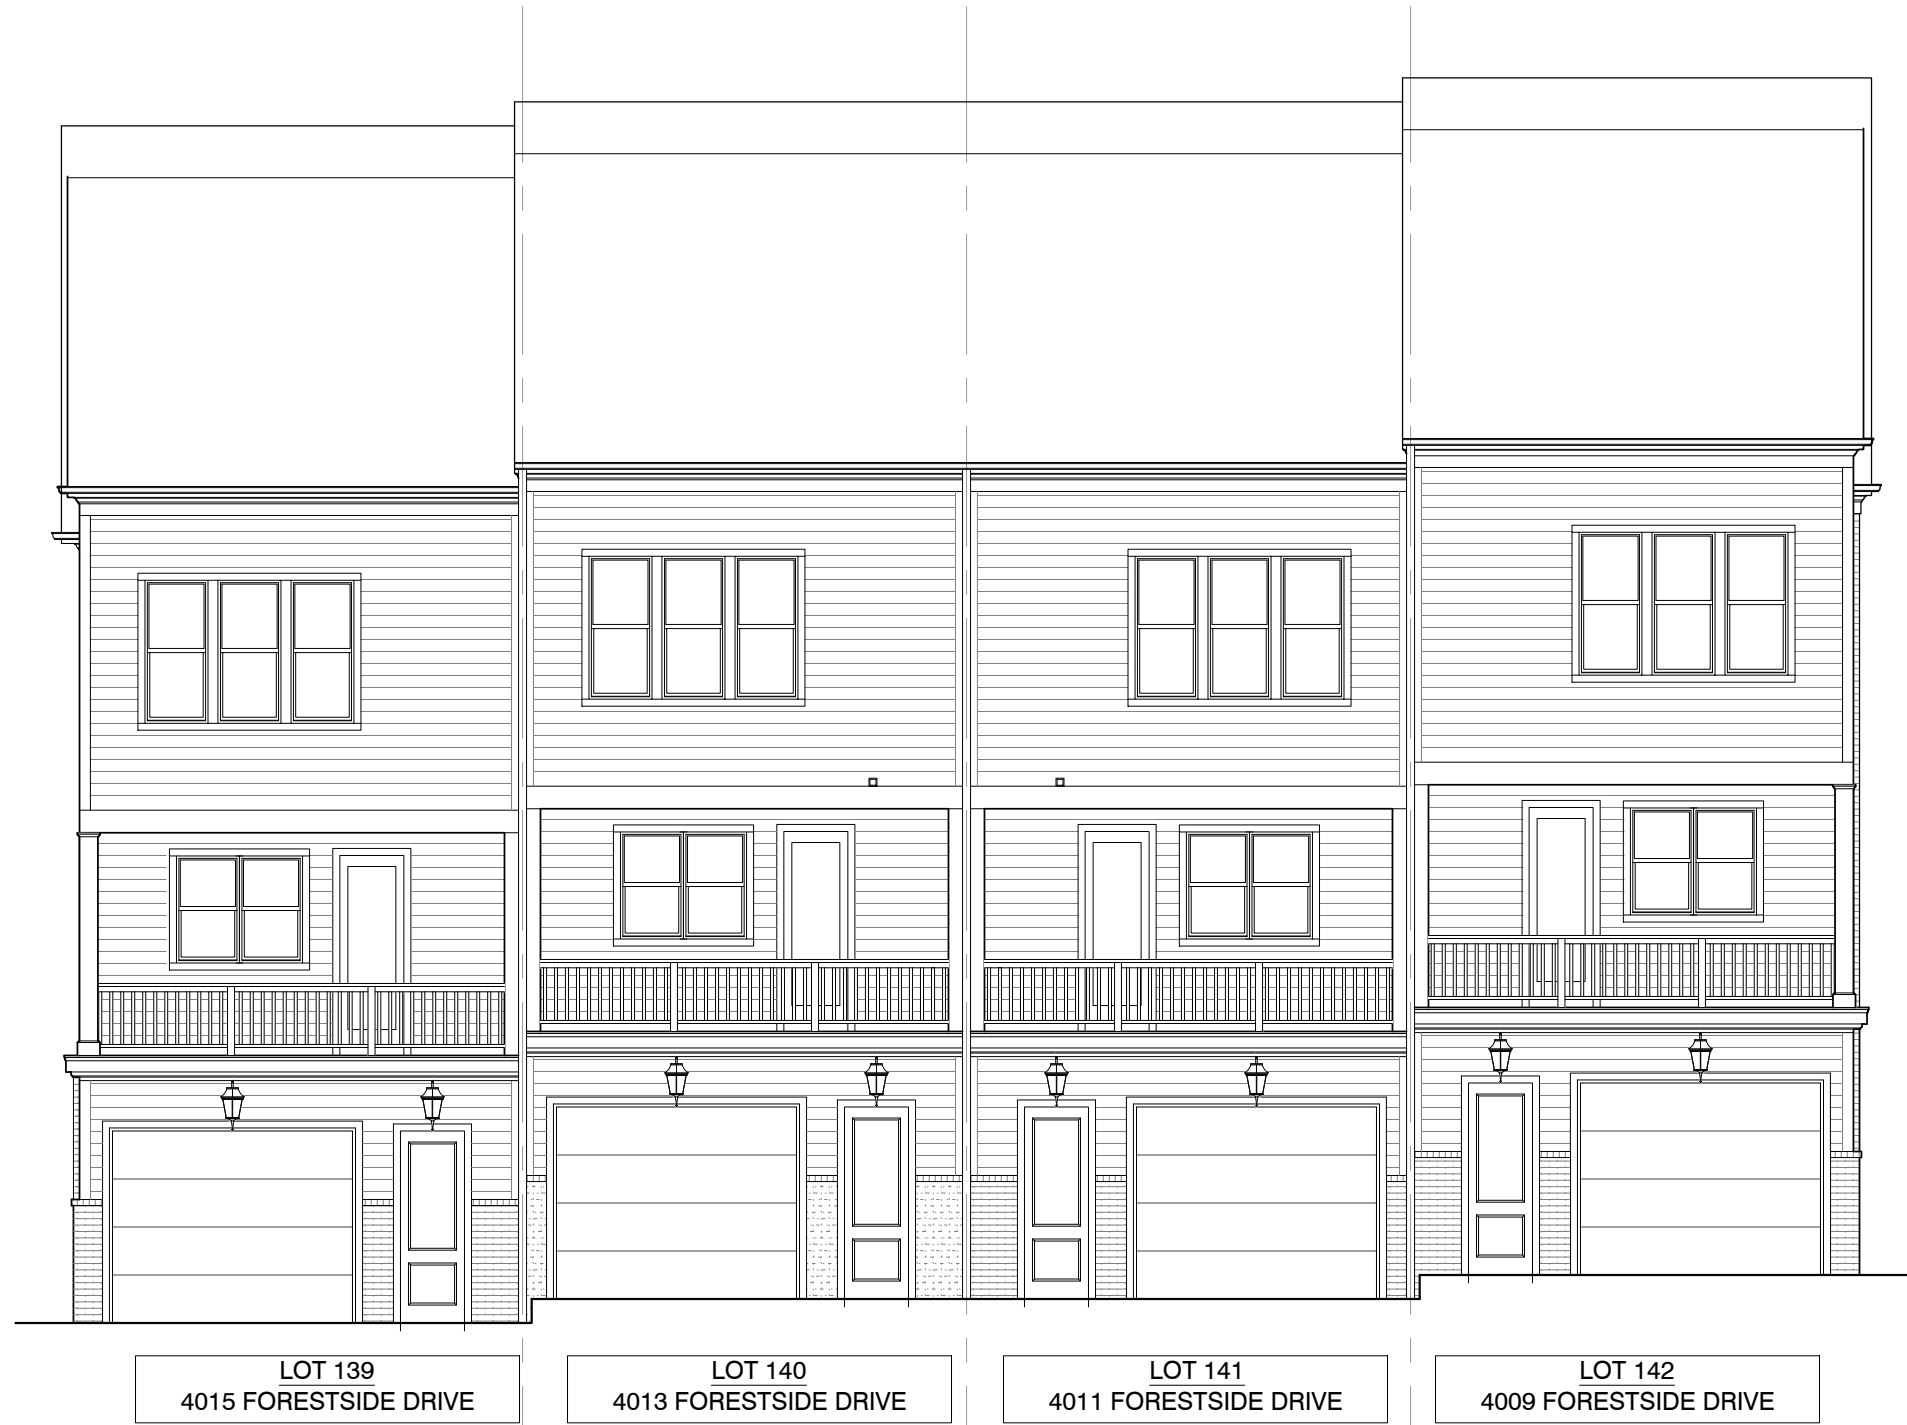 LOT 139
4015 FORESTSIDE DRIVE
LOT 140
4013 FORESTSIDE DRIVE
LOT 141
4011 FORESTSIDE DRIVE
LOT 142
4009 FORESTSIDE DRIVE